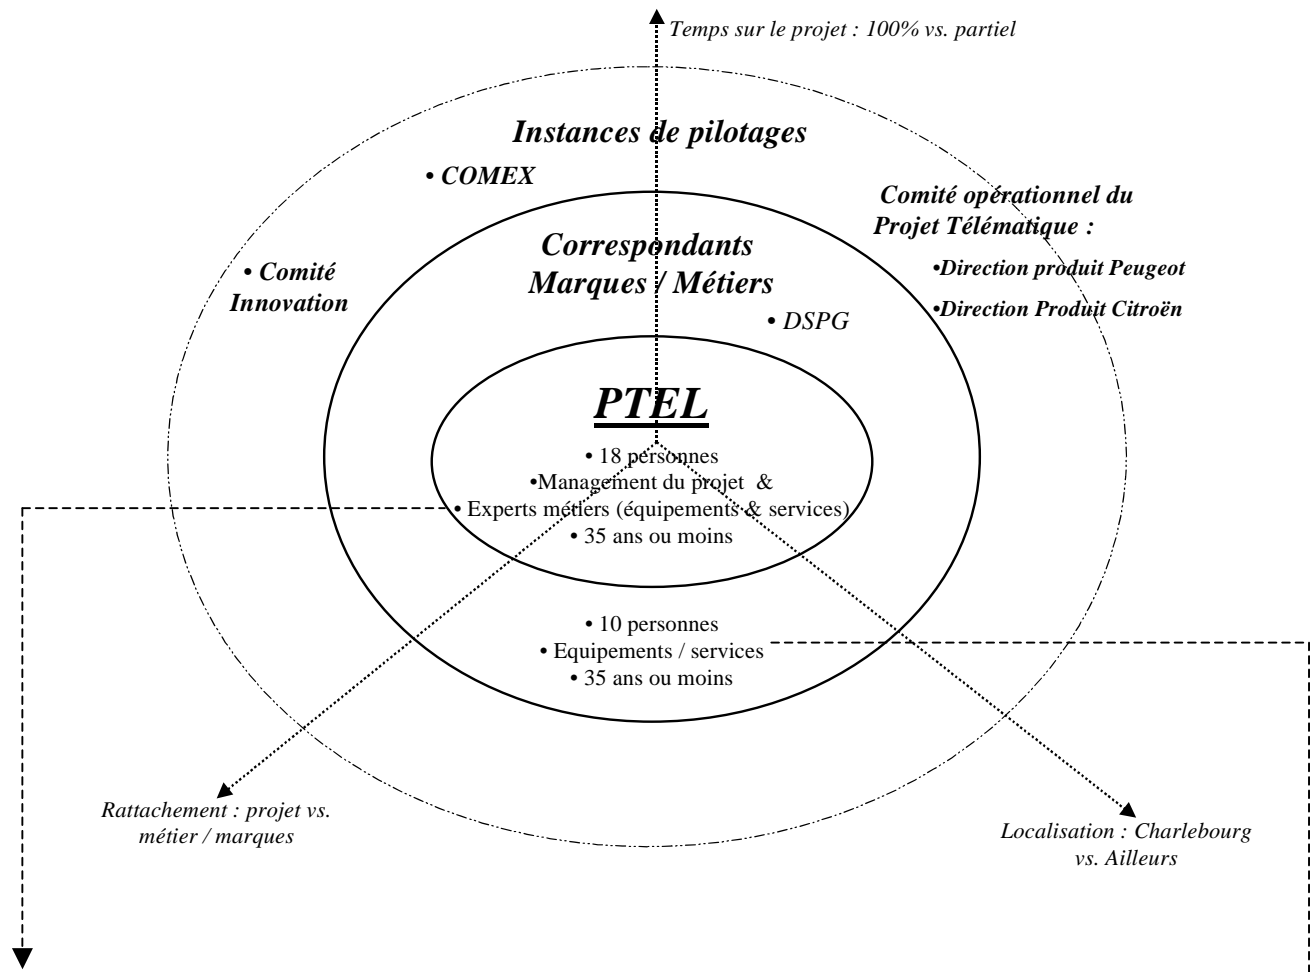 Temps sur le projet : 100% vs. partiel
Instances de pilotages
• COMEX
Comité opérationnel du
Projet Télématique :
•Direction produit Peugeot
•Direction Produit Citroën
• Comité
Innovation
Correspondants
Marques / Métiers
• DSPG
PTEL
• 18 personnes
•Management du projet &
• Experts métiers (équipements & services)
• 35 ans ou moins
• 10 personnes
• Equipements / services
• 35 ans ou moins
Rattachement : projet vs.
métier / marques
Localisation : Charlebourg
vs. Ailleurs